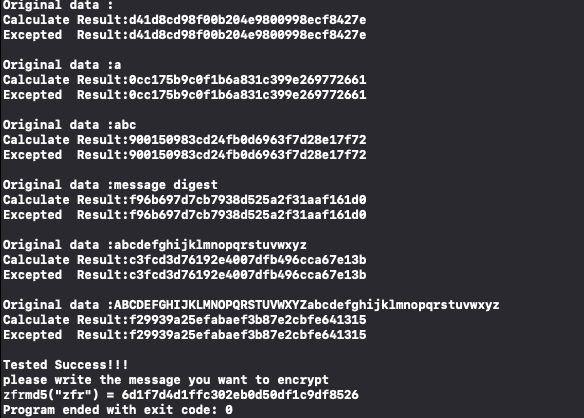 Original data :
Calculate Result:d41d8cd98f00b204e9800998ecf8427e
Excepted  Result:d41d8cd98f00b204e9800998ecf8427e
Original data :a
Calculate Result:0cc175b9c0f1b6a831c399e269772661
Excepted  Result:0cc175b9c0f1b6a831c399e269772661
Original data :abc
Calculate Result:900150983cd24fb0d6963f7d28e17f72
Excepted  Result:900150983cd24fb0d6963f7d28e17f72
Original data :message digest
Calculate Result:f96b697d7cb7938d525a2f31aaf161d0
Excepted  Result:f96b697d7cb7938d525a2f31aaf161d0
Original data :abcdefghijklmnopqrstuvwxyz
Calculate Result:c3fcd3d76192e4007dfb496cca67e13b
Excepted  Result:c3fcd3d76192e4007dfb496cca67e13b
Original data :ABCDEFGHIJKLMNOPQRSTUVWXYZabcdefghijklmnopqrstuvwxyz
Calculate Result:f29939a25efabaef3b87e2cbfe641315
Excepted  Result:f29939a25efabaef3b87e2cbfe641315
Tested Success!!!
please write the message you want to encrypt
zfrmd5("zfr") = 6d1f7d4d1ffc302eb0d50df1c9df8526
Program ended with exit code: 0